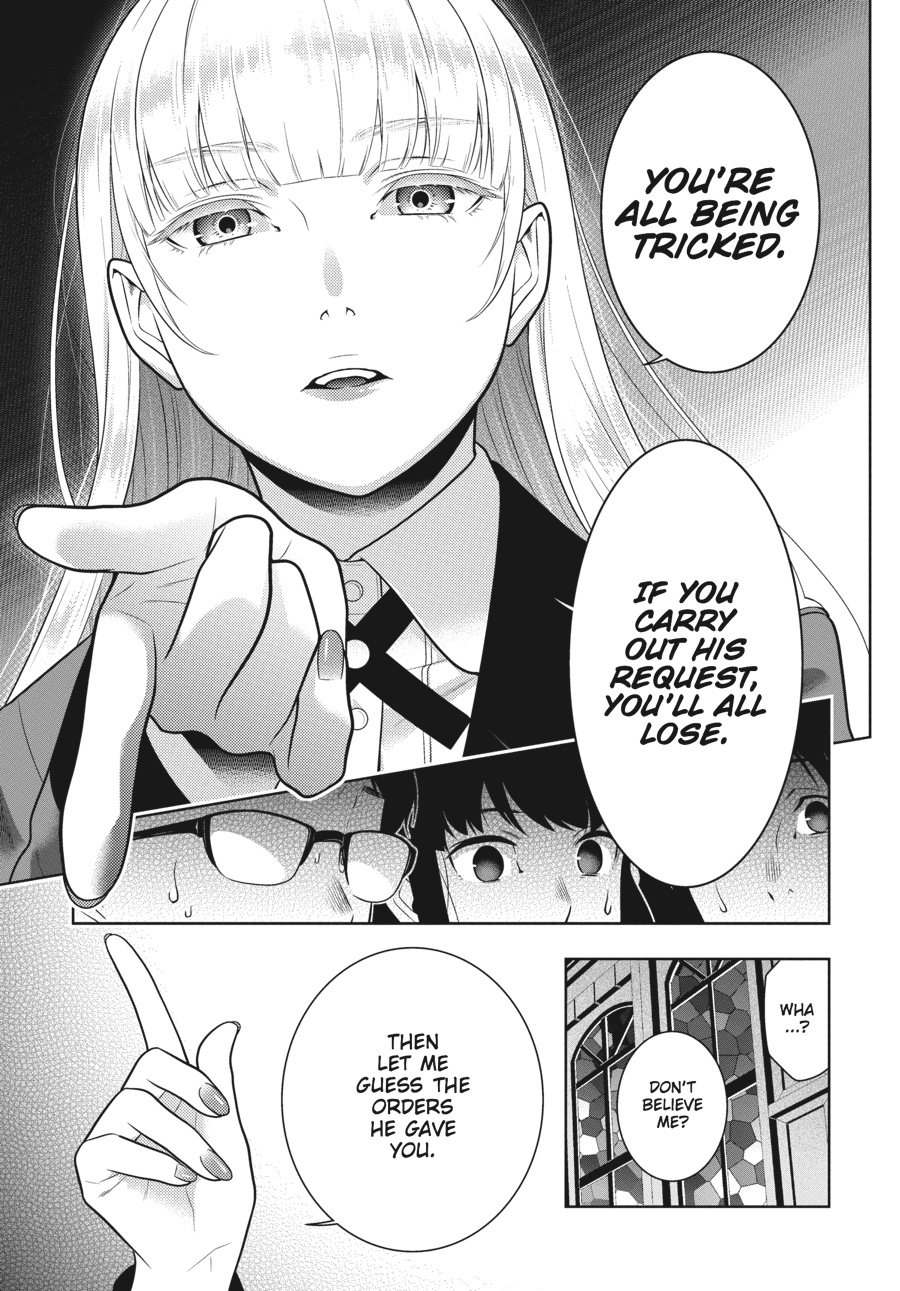 YOU'RE
ALL BEING
TRICKED.
IF YOU
CARRY
OUT HIS
REQUEST,
YOU'LL ALL
LOSE.
WHA
...?
DON'T
BELIEVE
ME?
THEN
LET ME
GUESS THE
ORDERS
HE GAVE
YOU.